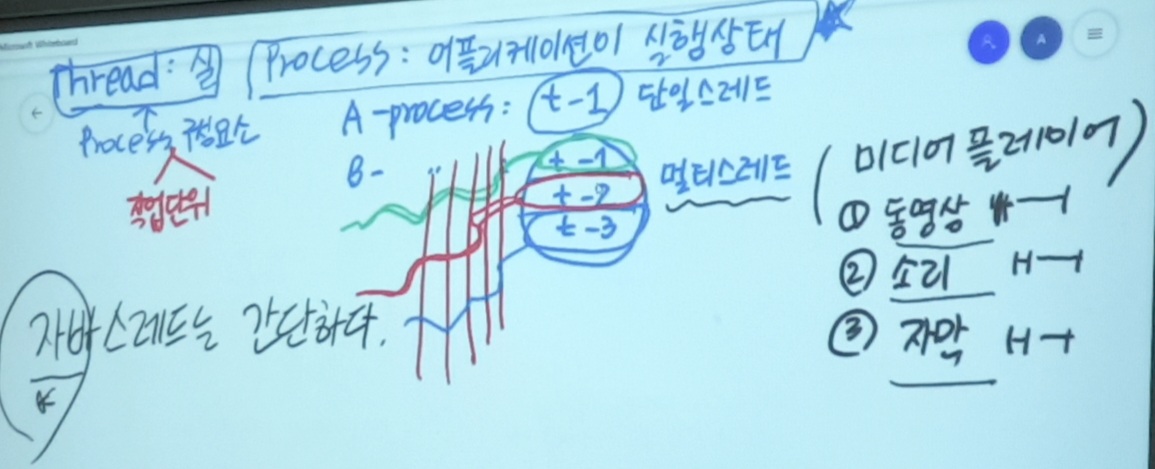 Microsoft Whiteboard
Thread : 실
Process : 어플리케이션이 실행상태
A
Process 구성요소
작업단위
A -process : t-1 단일스레드
B-
t-1
t-2
t-3
멀티스레드
(미디어 플레이어)
① 동영상
② 소리
③ 자막
자바스레드는 간단하다.